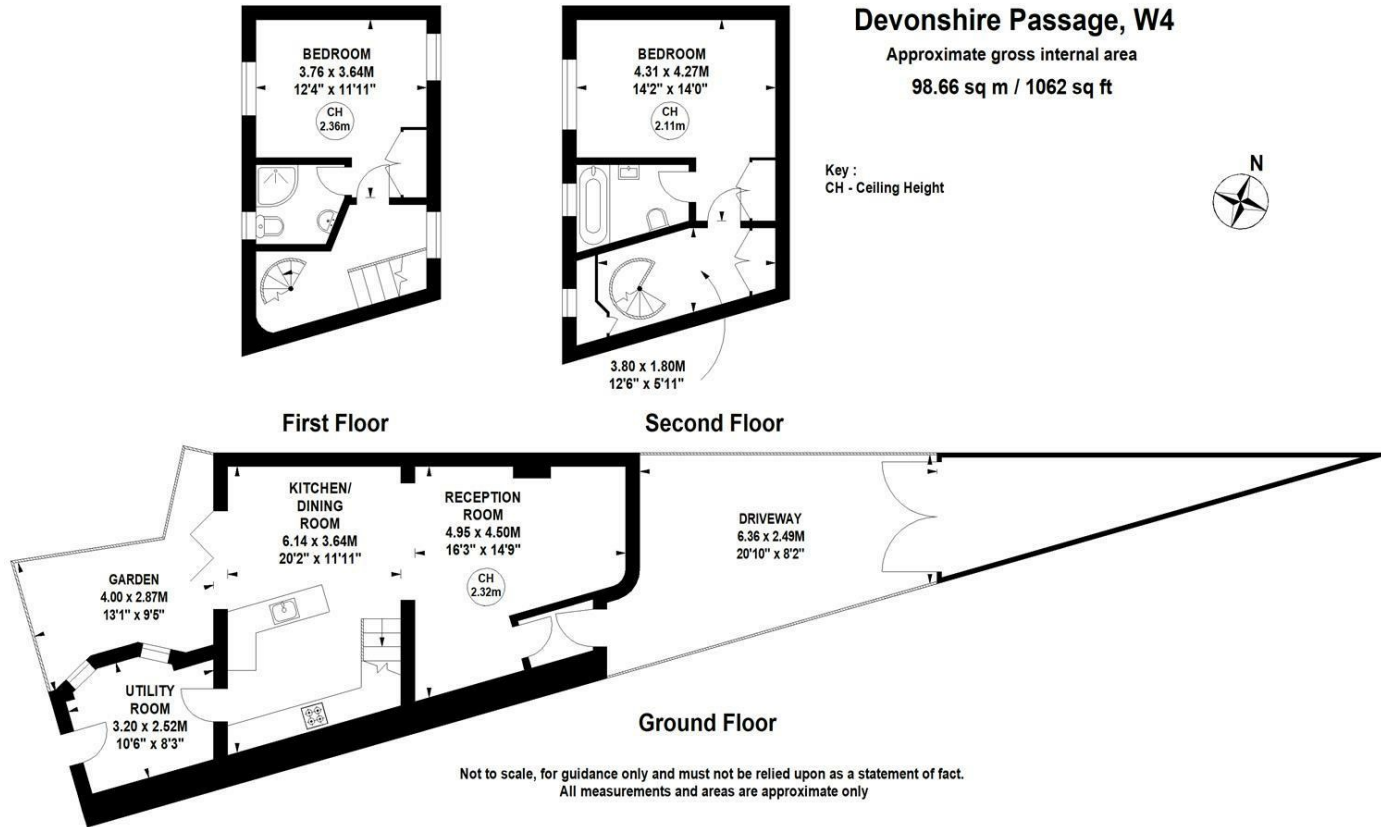 Devonshire Passage, W4
Approximate gross internal area
98.66 sq m / 1062 sq ft
Key :
CH - Ceiling Height
N
BEDROOM
3.76 x 3.64M
12'4" x 11'11"
CH
2.36m
BEDROOM
4.31 x 4.27M
14'2" x 14'0"
CH
2.11m
3.80 x 1.80M
12'6" x 5'11"
First Floor
Second Floor
KITCHEN/
DINING
ROOM
6.14 x 3.64M
20'2" x 11'11"
RECEPTION
ROOM
4.95 x 4.50M
16'3" x 14'9"
CH
2.32m
DRIVEWAY
6.36 x 2.49M
20'10" x 8'2"
GARDEN
4.00 x 2.87M
13'1" x 9'5"
UTILITY
ROOM
3.20 x 2.52M
10'6" x 8'3"
Ground Floor
Not to scale, for guidance only and must not be relied upon as a statement of fact.
All measurements and areas are approximate only